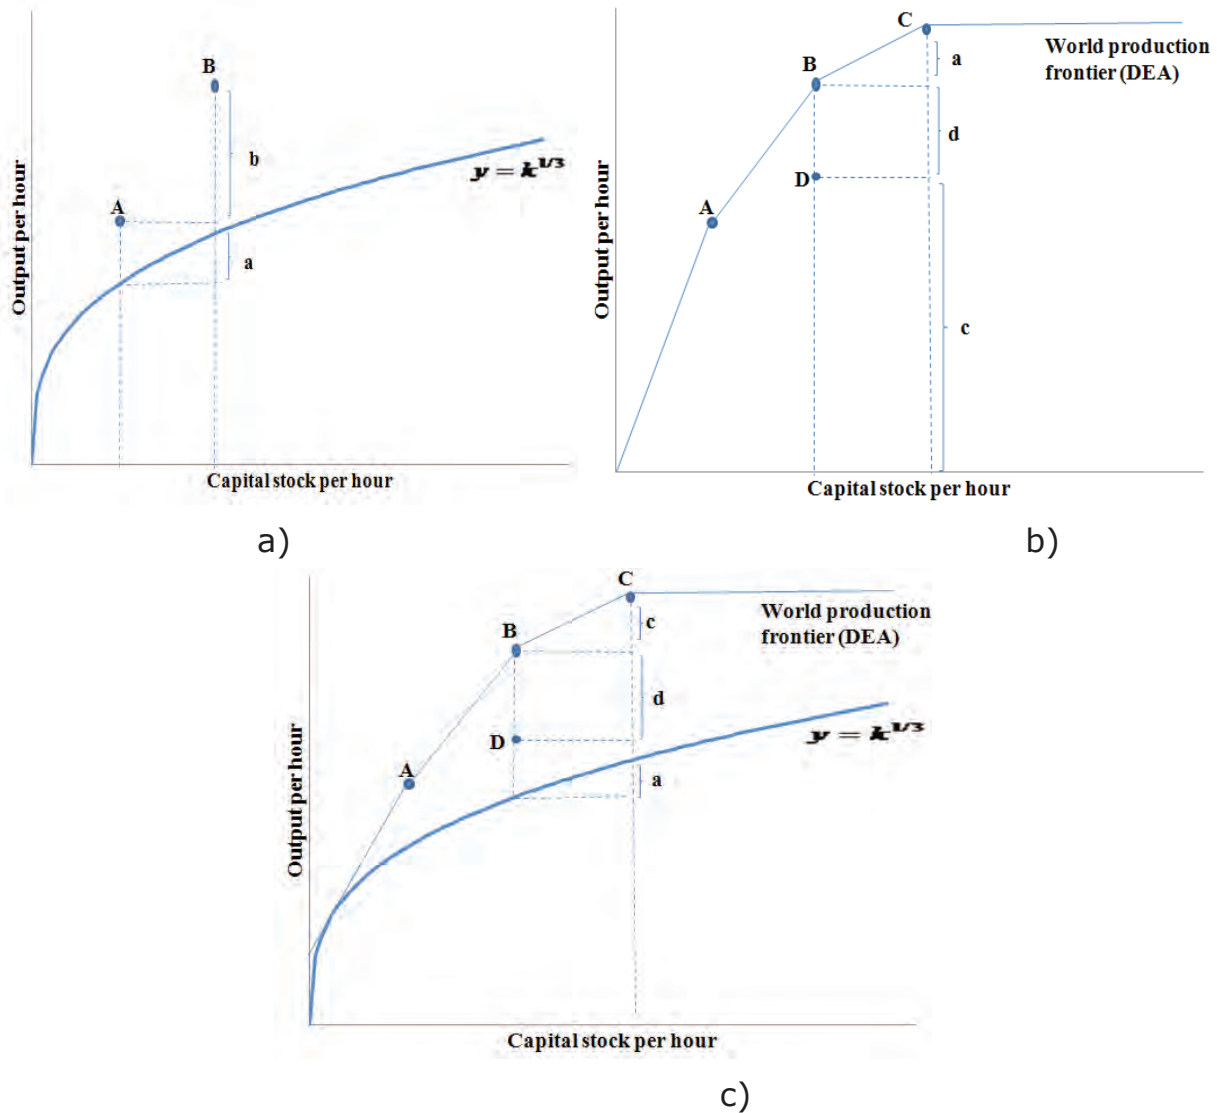 B
b
y = k^1/3
A
a
Output per hour
Capital stock per hour
a)
C
World production
frontier (DEA)
a
B
d
D
A
c
Output per hour
Capital stock per hour
b)
C
World production
frontier (DEA)
c
B
d
y = k^1/3
D
A
a
Output per hour
Capital stock per hour
c)